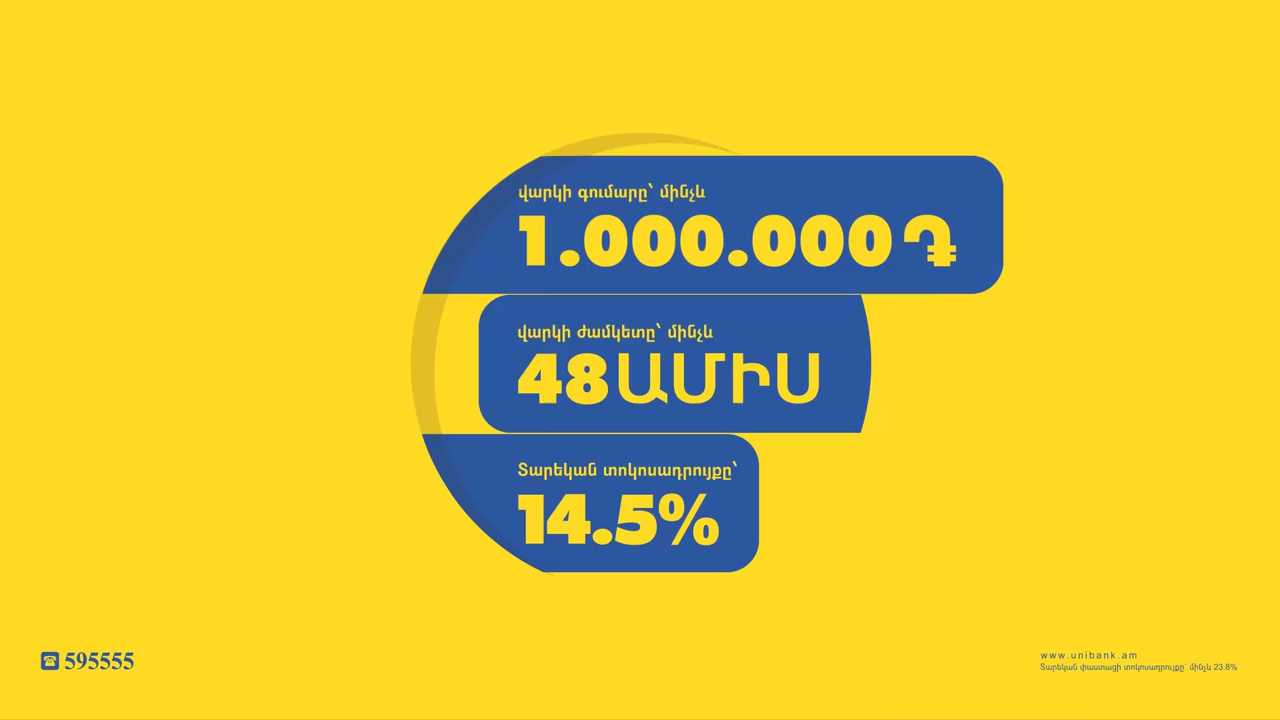 վարկի գումարը՝ մինչև
1.000.000 ֏
վարկի ժամկետը՝ մինչև
48 ԱՄԻՍ
Տարեկան տոկոսադրույքը՝
14.5%
595555
www.unibank.am
Տարեկան փաստացի տոկոսադրույքը՝ մինչև 23.8%